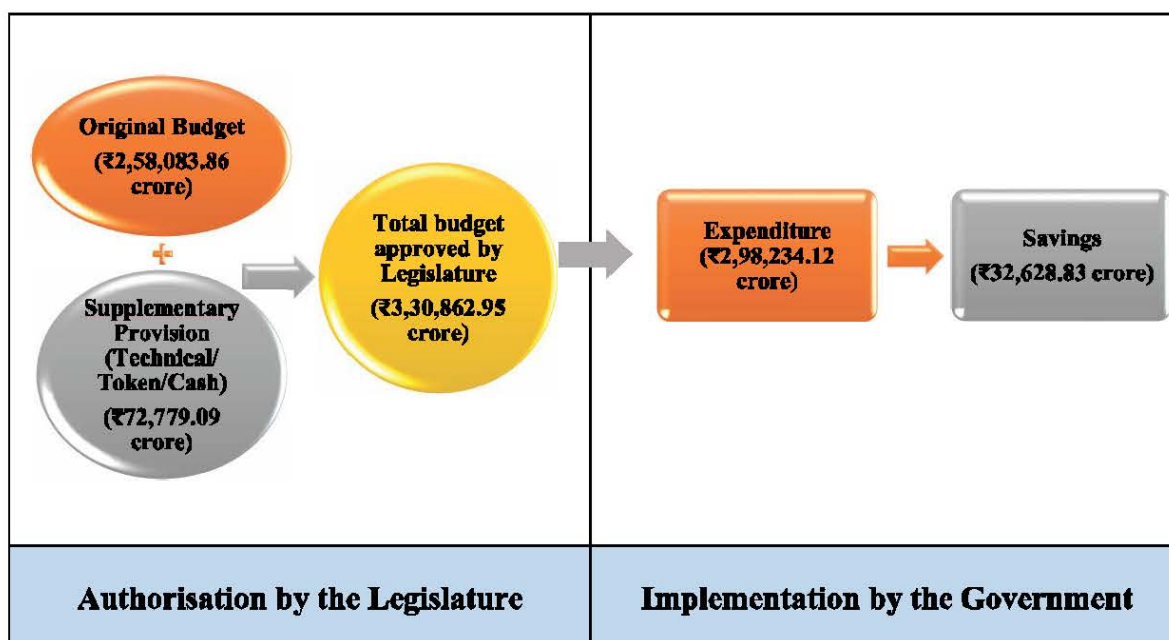 Original Budget
(₹2,58,083.86
crore)
+
Supplementary
Provision
(Technical/
Token/Cash)
(₹72,779.09
crore)
Total budget
approved by
Legislature
(₹3,30,862.95
crore)
Expenditure
(₹2,98,234.12
crore)
Savings
(₹32,628.83 crore)
Authorisation by the Legislature
Implementation by the Government